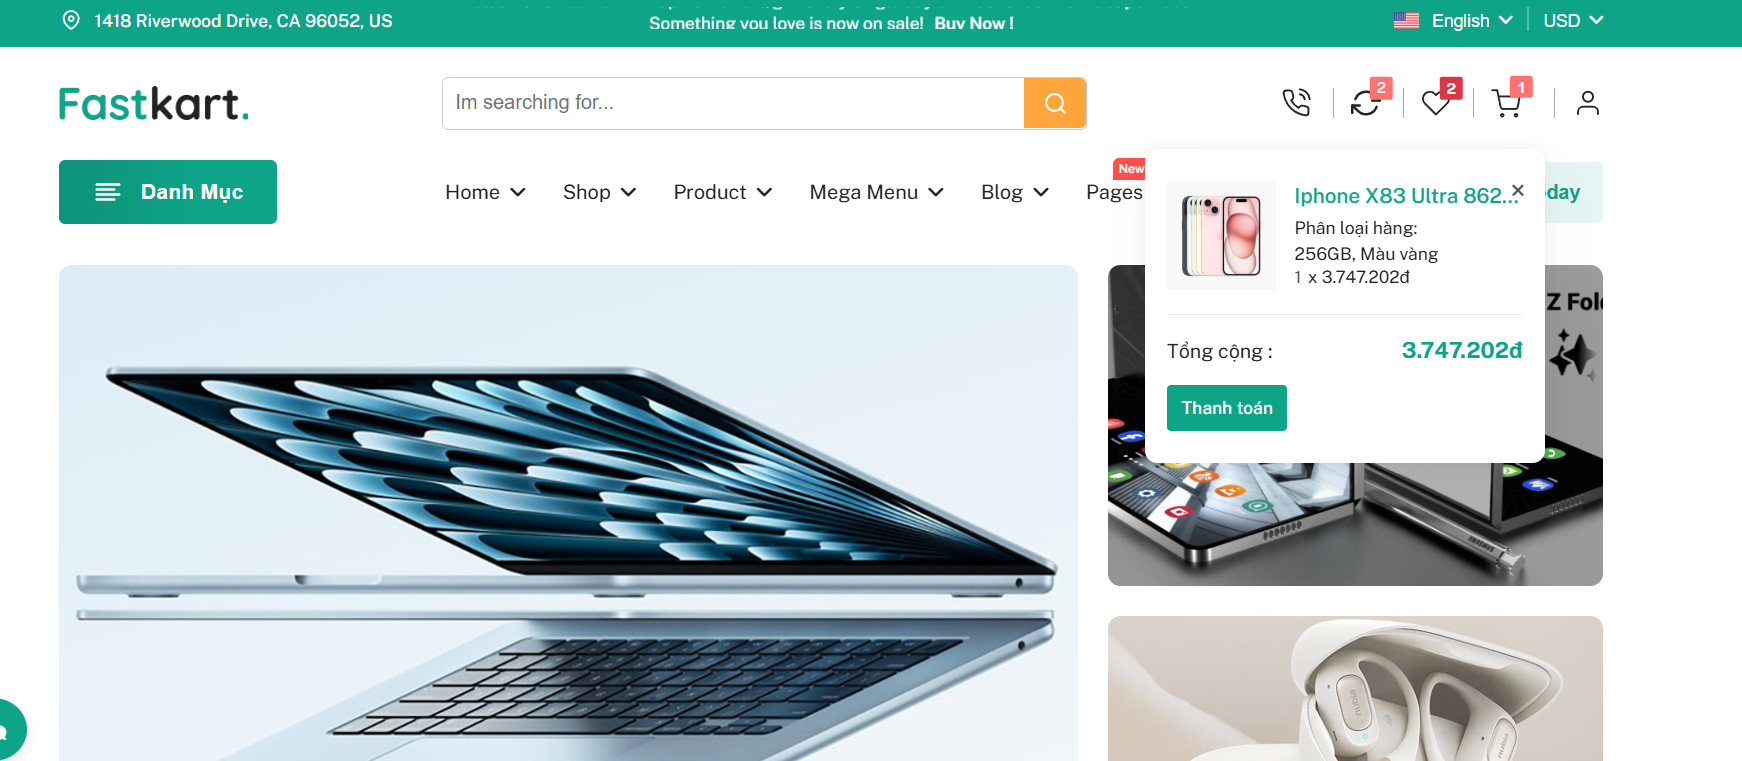 1418 Riverwood Drive, CA 96052, US
Something you love is now on sale! Buy Now !
English
USD
Fastkart.
Im searching for...
2
2
1
Danh Mục
Home
Shop
Product
Mega Menu
Blog
Pages
New
day
Iphone X83 Ultra 862...
Phân loại hàng:
256GB, Màu vàng
1 x 3.747.202đ
Tổng cộng :
3.747.202đ
Thanh toán
Z Fol
SAMSUNG
nubia
nubia